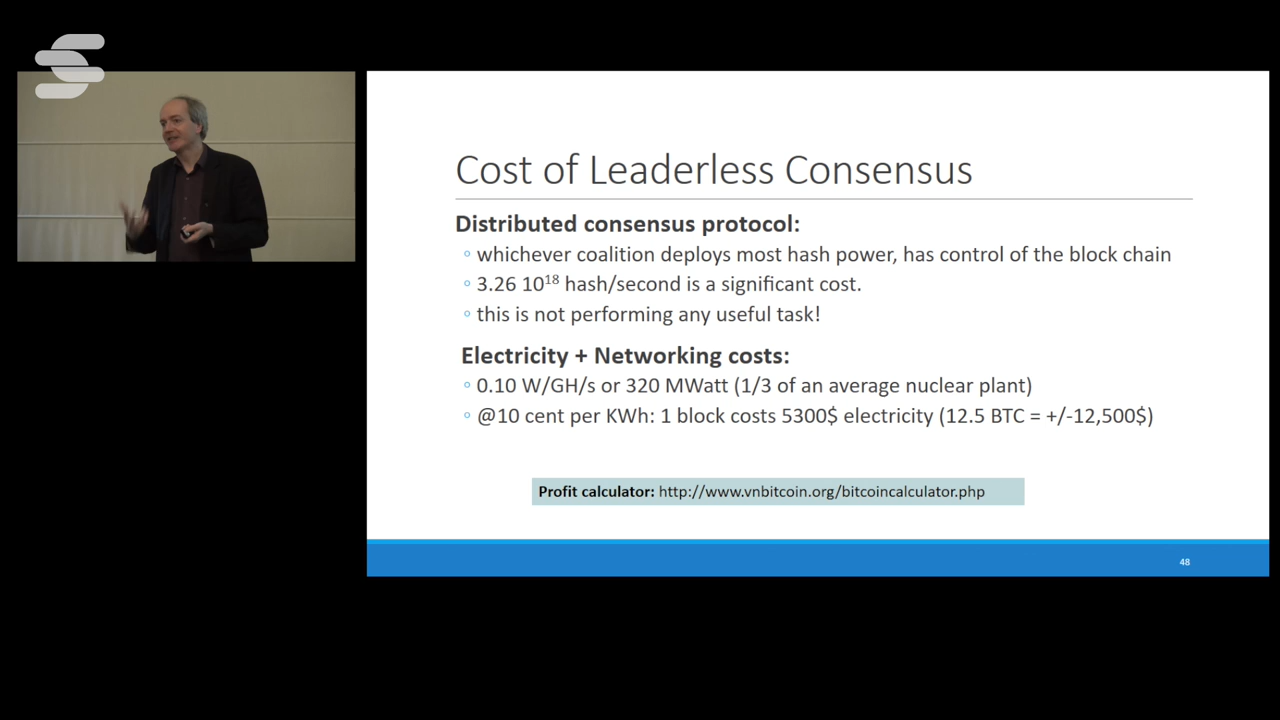 Cost of Leaderless Consensus
Distributed consensus protocol:
◦ whichever coalition deploys most hash power, has control of the block chain
◦ 3.26 10¹⁸ hash/second is a significant cost.
◦ this is not performing any useful task!
Electricity + Networking costs:
◦ 0.10 W/GH/s or 320 MWatt (1/3 of an average nuclear plant)
◦ @10 cent per KWh: 1 block costs 5300$ electricity (12.5 BTC = +/-12,500$)
Profit calculator: http://www.vnbitcoin.org/bitcoincalculator.php
48